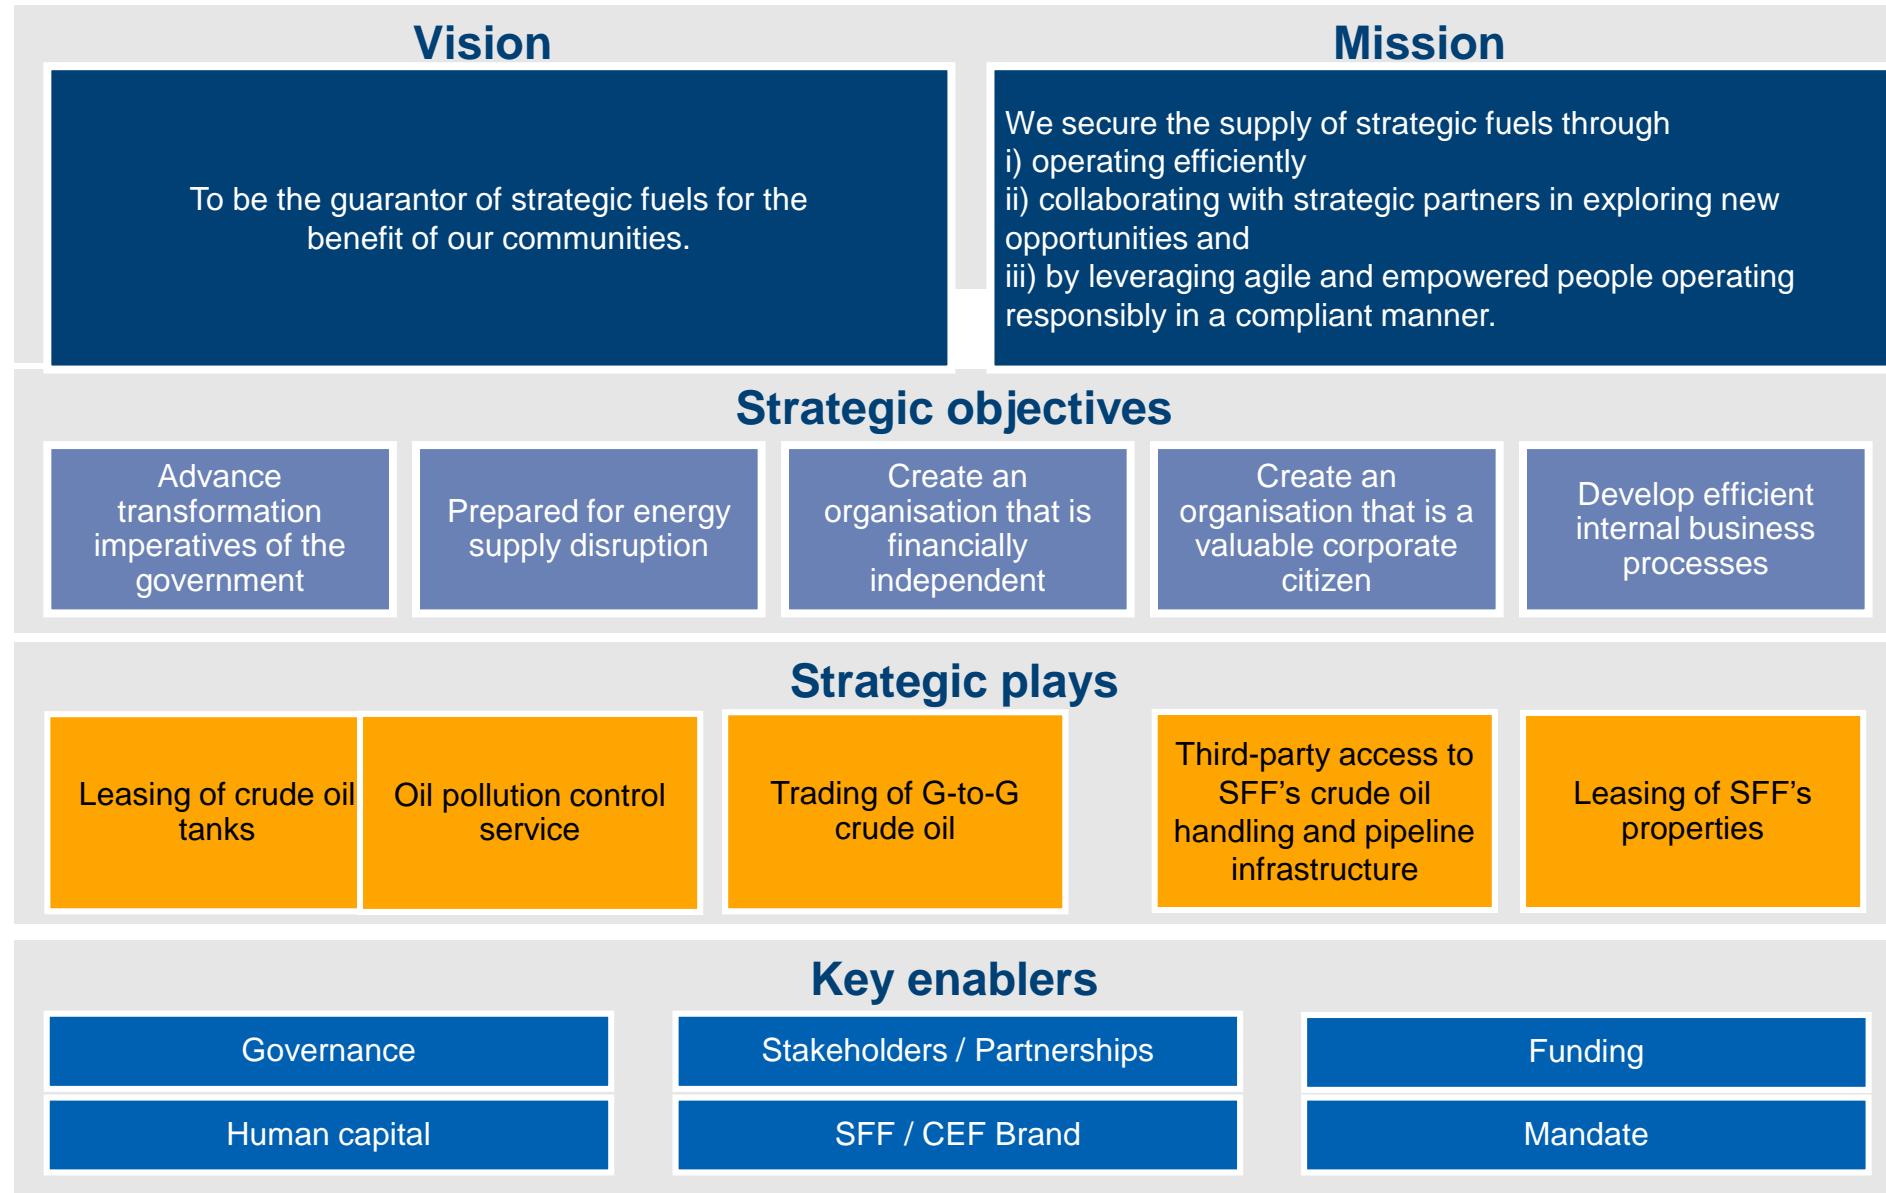 Vision
To be the guarantor of strategic fuels for the
benefit of our communities.
Mission
We secure the supply of strategic fuels through
i) operating efficiently
ii) collaborating with strategic partners in exploring new
opportunities and
iii) by leveraging agile and empowered people operating
responsibly in a compliant manner.
Strategic objectives
Advance
transformation
imperatives of the
government
Prepared for energy
supply disruption
Create an
organisation that is
financially
independent
Create an
organisation that is a
valuable corporate
citizen
Develop efficient
internal business
processes
Strategic plays
Leasing of crude oil
tanks
Oil pollution control
service
Trading of G-to-G
crude oil
Third-party access to
SFF’s crude oil
handling and pipeline
infrastructure
Leasing of SFF’s
properties
Key enablers
Governance
Stakeholders / Partnerships
Funding
Human capital
SFF / CEF Brand
Mandate